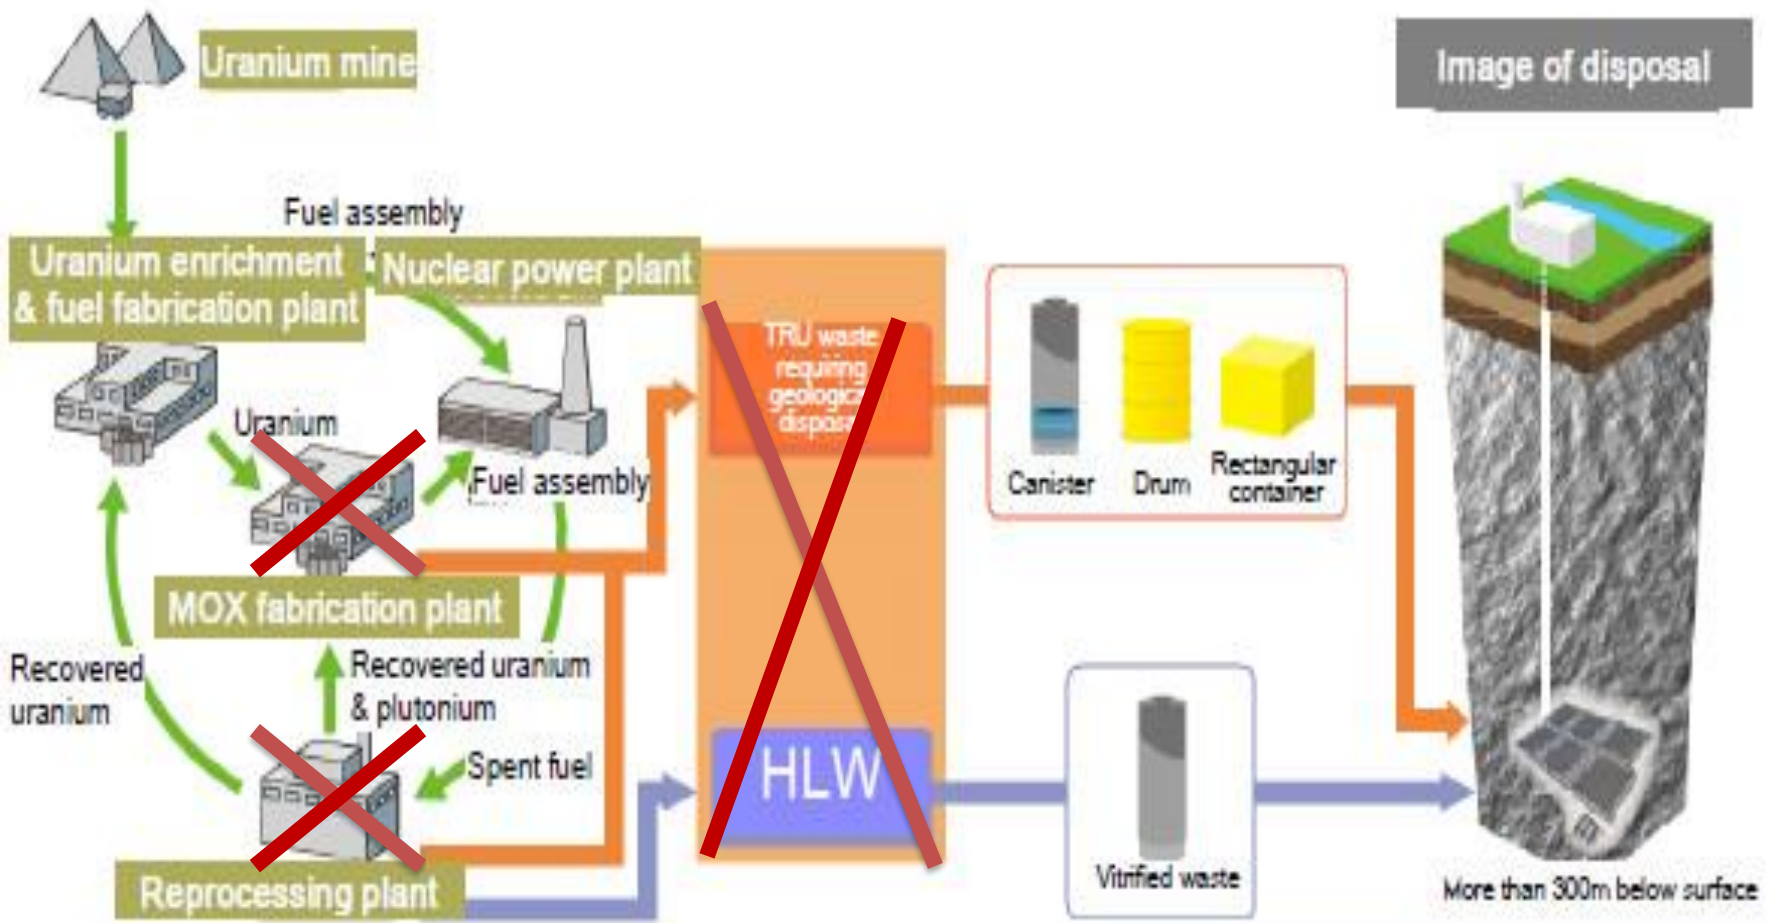 Uranium mine
Image of disposal
Fuel assembly
Uranium enrichment
& fuel fabrication plant
Nuclear power plant
TRU waste
requiring
geological
disposal
Uranium
Fuel assembly
Canister
Drum
Rectangular
container
MOX fabrication plant
Recovered
uranium
Recovered uranium
& plutonium
Spent fuel
HLW
Reprocessing plant
Vitrified waste
More than 300m below surface